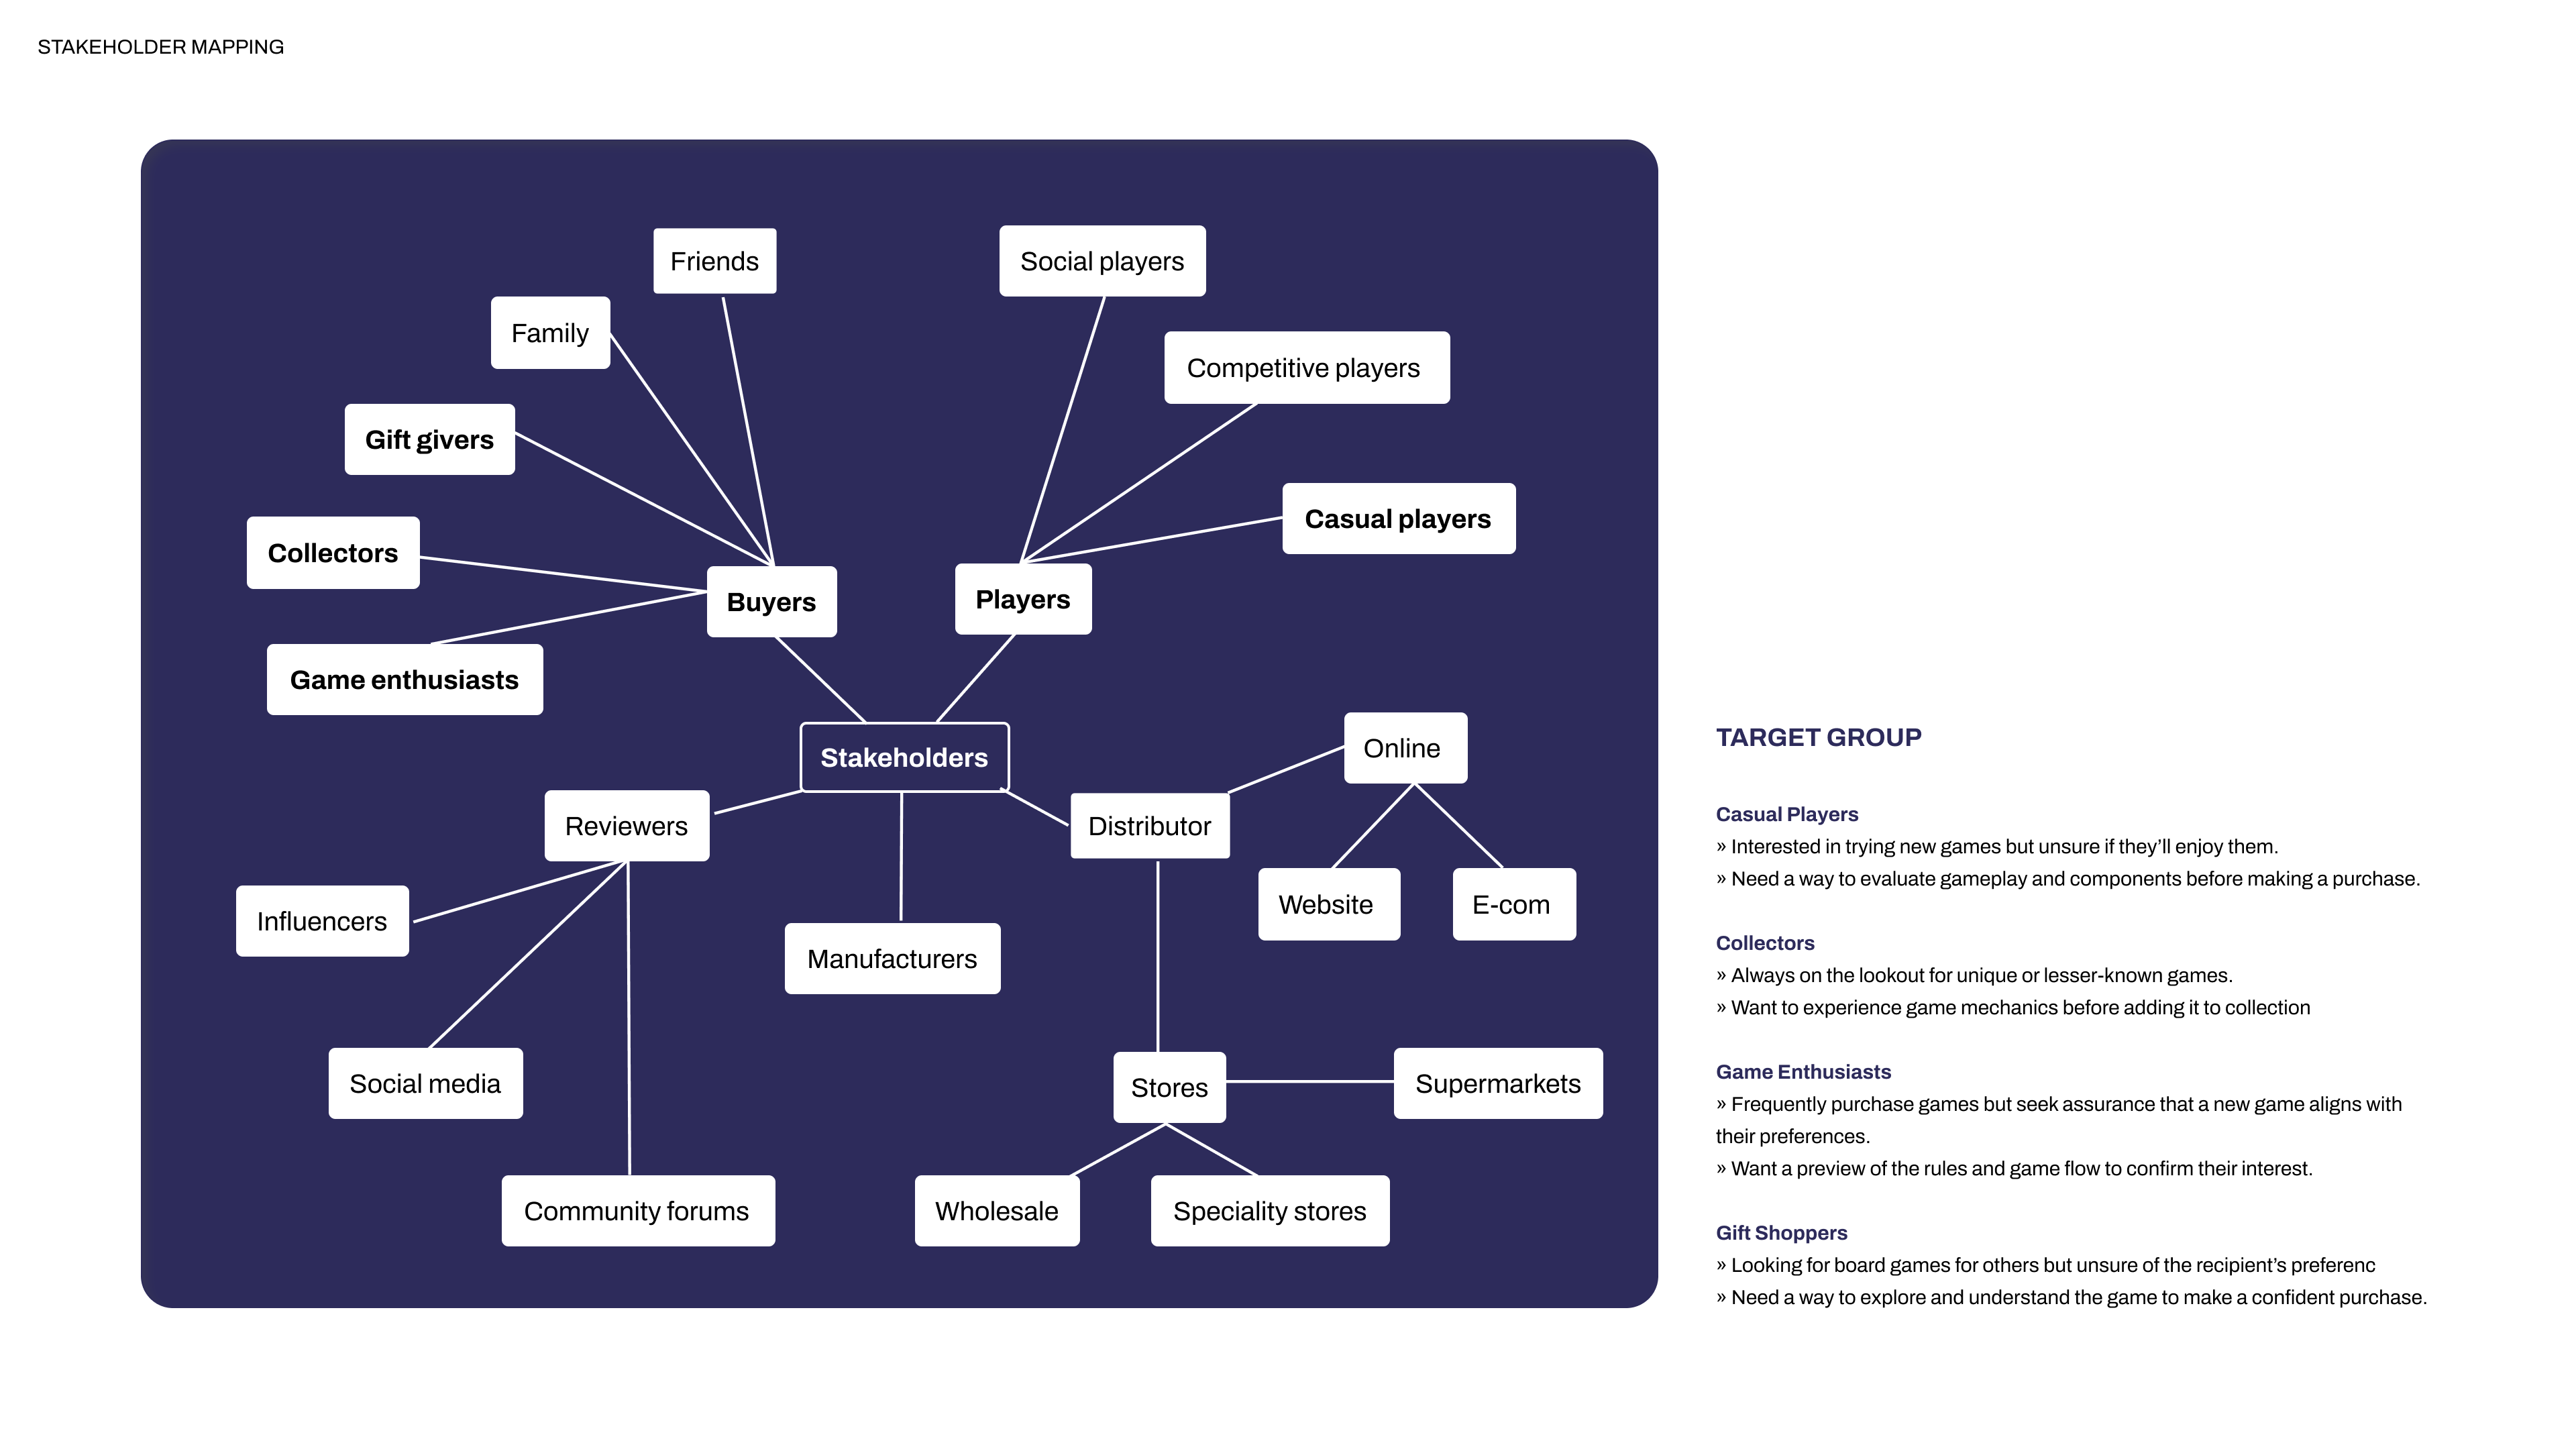 STAKEHOLDER MAPPING
Friends
Social players
Family
Competitive players
Gift givers
Casual players
Collectors
Buyers
Players
Game enthusiasts
Stakeholders
Online
Reviewers
Distributor
Website
E-com
Influencers
Manufacturers
Social media
Stores
Supermarkets
Community forums
Wholesale
Speciality stores
TARGET GROUP
Casual Players
» Interested in trying new games but unsure if they’ll enjoy them.
» Need a way to evaluate gameplay and components before making a purchase.
Collectors
» Always on the lookout for unique or lesser-known games.
» Want to experience game mechanics before adding it to collection
Game Enthusiasts
» Frequently purchase games but seek assurance that a new game aligns with
their preferences.
» Want a preview of the rules and game flow to confirm their interest.
Gift Shoppers
» Looking for board games for others but unsure of the recipient’s preferenc
» Need a way to explore and understand the game to make a confident purchase.